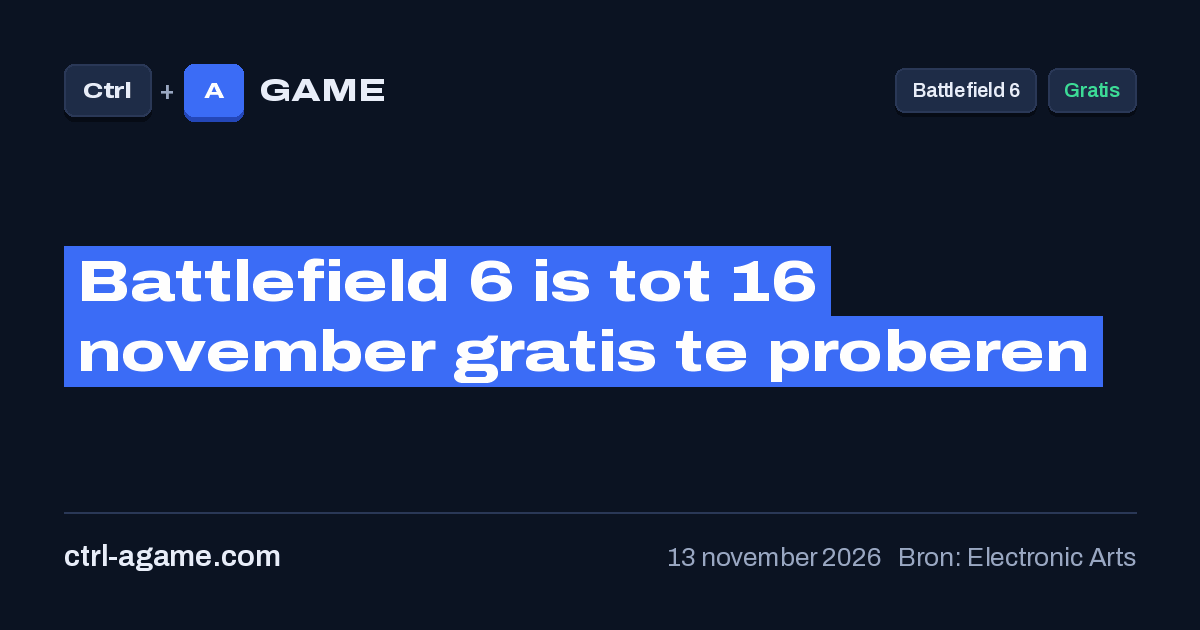 Ctrl + A GAME
Battlefield 6 Gratis
Battlefield 6 is tot 16
november gratis te proberen
ctrl-agame.com
13 november 2026 Bron: Electronic Arts